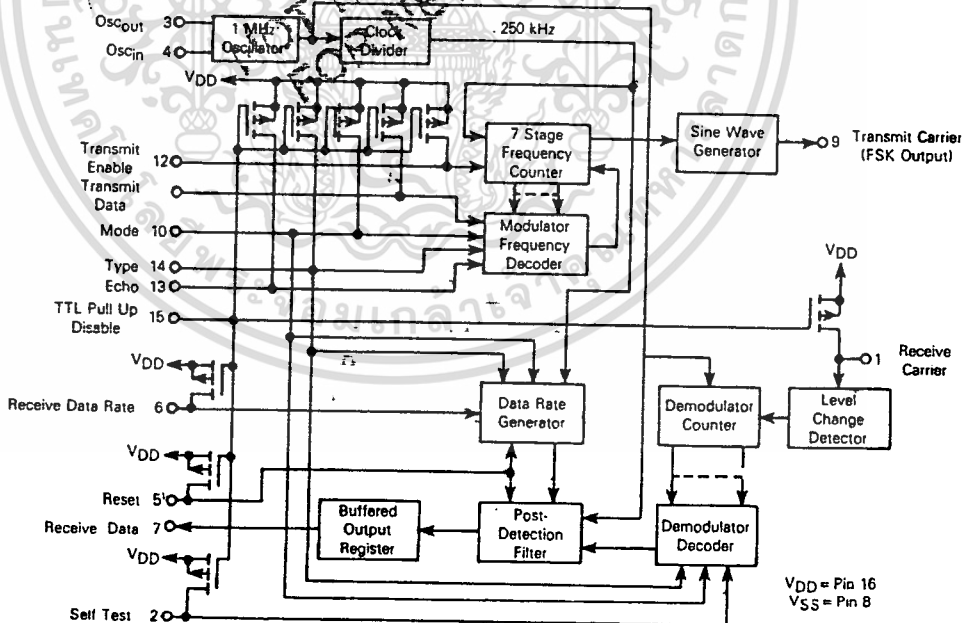 Oscout 3
Oscin 4
1 MHz
Oscillator
Clock
Divider
250 kHz
VDD
Transmit
Enable 12
Transmit
Data
Mode 10
Type 14
Echo 13
TTL Pull Up 15
Disable
7 Stage
Frequency
Counter
Sine Wave
Generator
9 Transmit Carrier
(FSK Output)
Modulator
Frequency
Decoder
VDD
1 Receive
Carrier
Level
Change
Detector
Demodulator
Counter
Data Rate
Generator
VDD
Receive Data Rate 6
VDD
Reset 5
Receive Data 7
Buffered
Output
Register
Post-
Detection
Filter
Demodulator
Decoder
VDD
Self Test 2
VDD = Pin 16
VSS = Pin 8